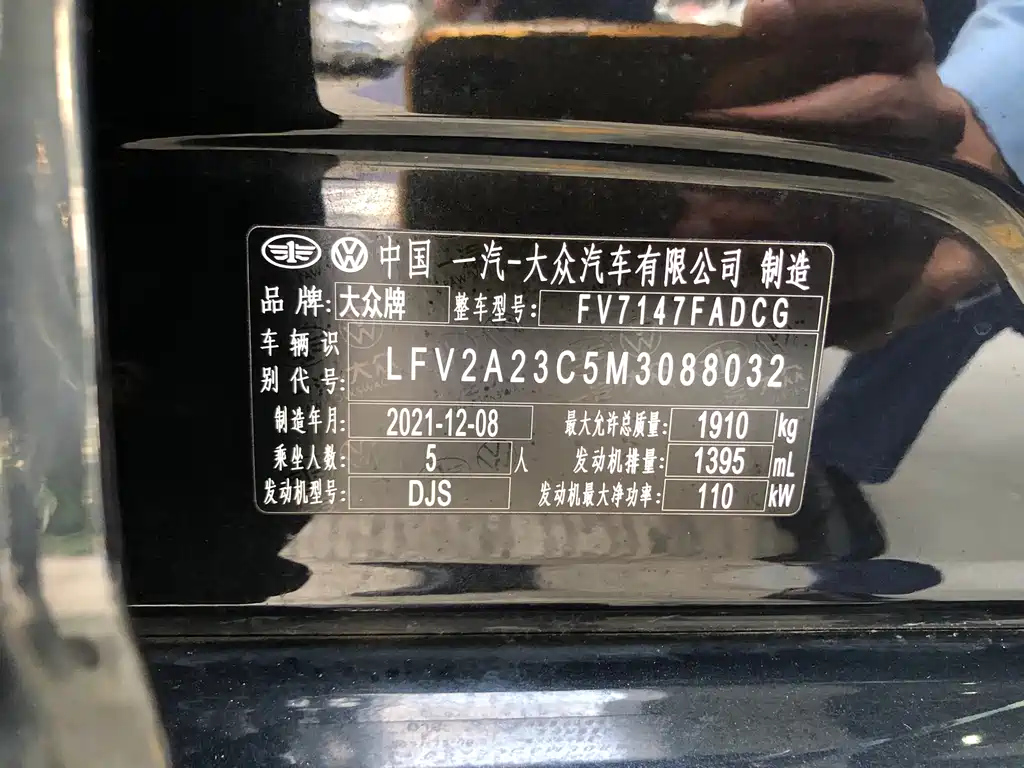 中国 一汽-大众汽车有限公司 制造
品牌: 大众牌 整车型号: FV7147FADCG
车辆识别代号: LFV2A23C5M3088032
制造年月: 2021-12-08 最大允许总质量: 1910 kg
乘坐人数: 5 人 发动机排量: 1395 mL
发动机型号: DJS 发动机最大净功率: 110 kW